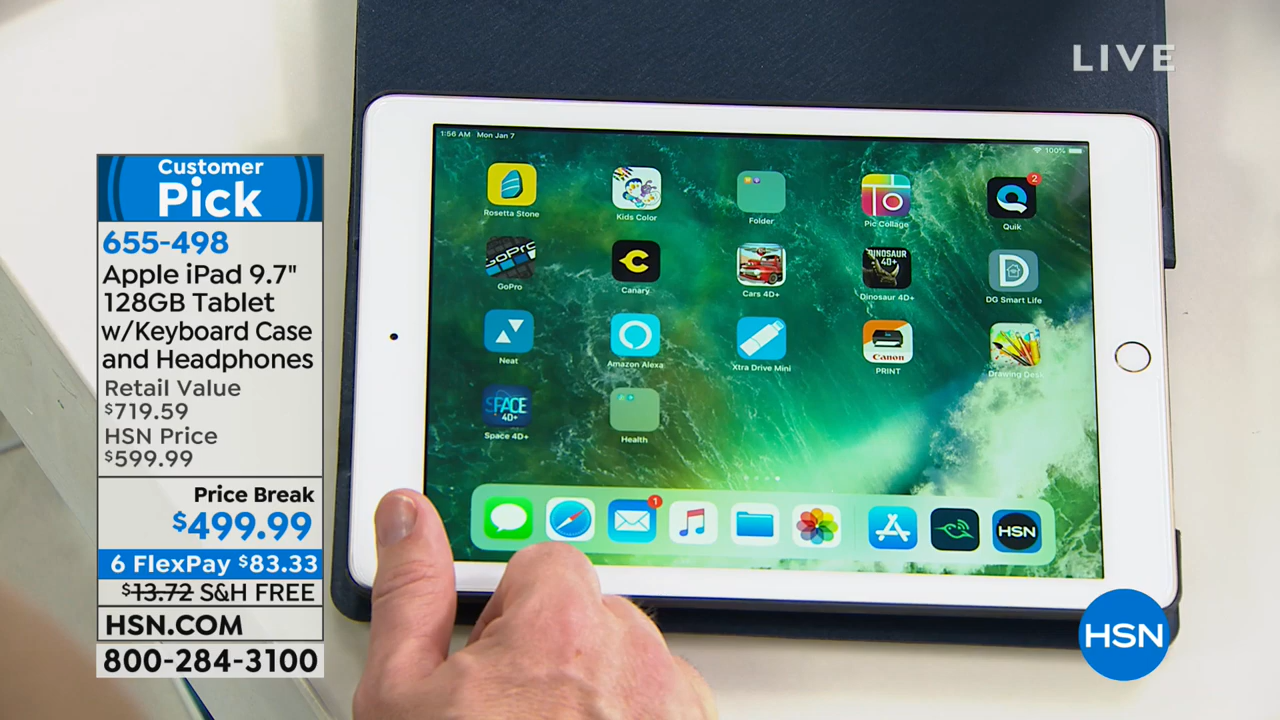 LIVE
Customer
Pick
655-498
Apple iPad 9.7"
128GB Tablet
w/Keyboard Case
and Headphones
Retail Value
$719.59
HSN Price
$599.99
Price Break
$499.99
6 FlexPay $83.33
$13.72 S&H FREE
HSN.COM
800-284-3100
1:56 AM Mon Jan 7
100%
Rosetta Stone
Kids Color
Folder
Pic Collage
2
Quik
GoPro
GoPro
Canary
Cars 4D+
DINOSAUR
4D+
Dinosaur 4D+
D
DG Smart Life
Neat
Amazon Alexa
Xtra Drive Mini
Canon
PRINT
Drawing Desk
SPACE
4D+
Space 4D+
Health
1
HSN
HSN